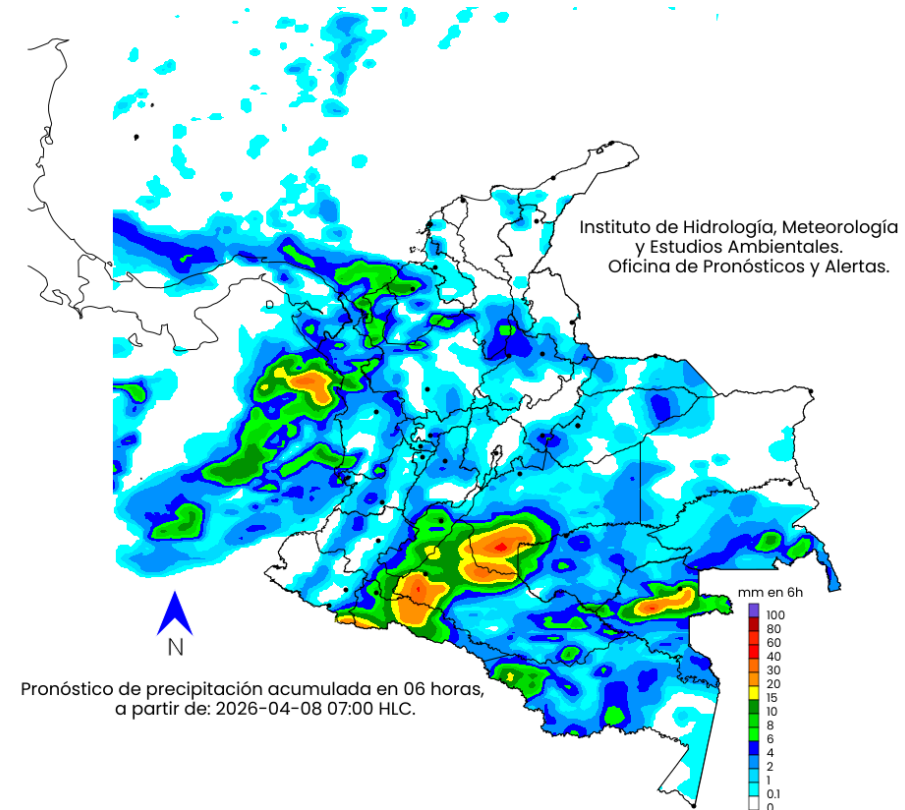 Instituto de Hidrología, Meteorología
y Estudios Ambientales.
Oficina de Pronósticos y Alertas.
mm en 6h
100
80
60
40
30
20
15
10
8
6
4
2
1
0.1
0
N
Pronóstico de precipitación acumulada en 06 horas,
a partir de: 2026-04-08 07:00 HLC.